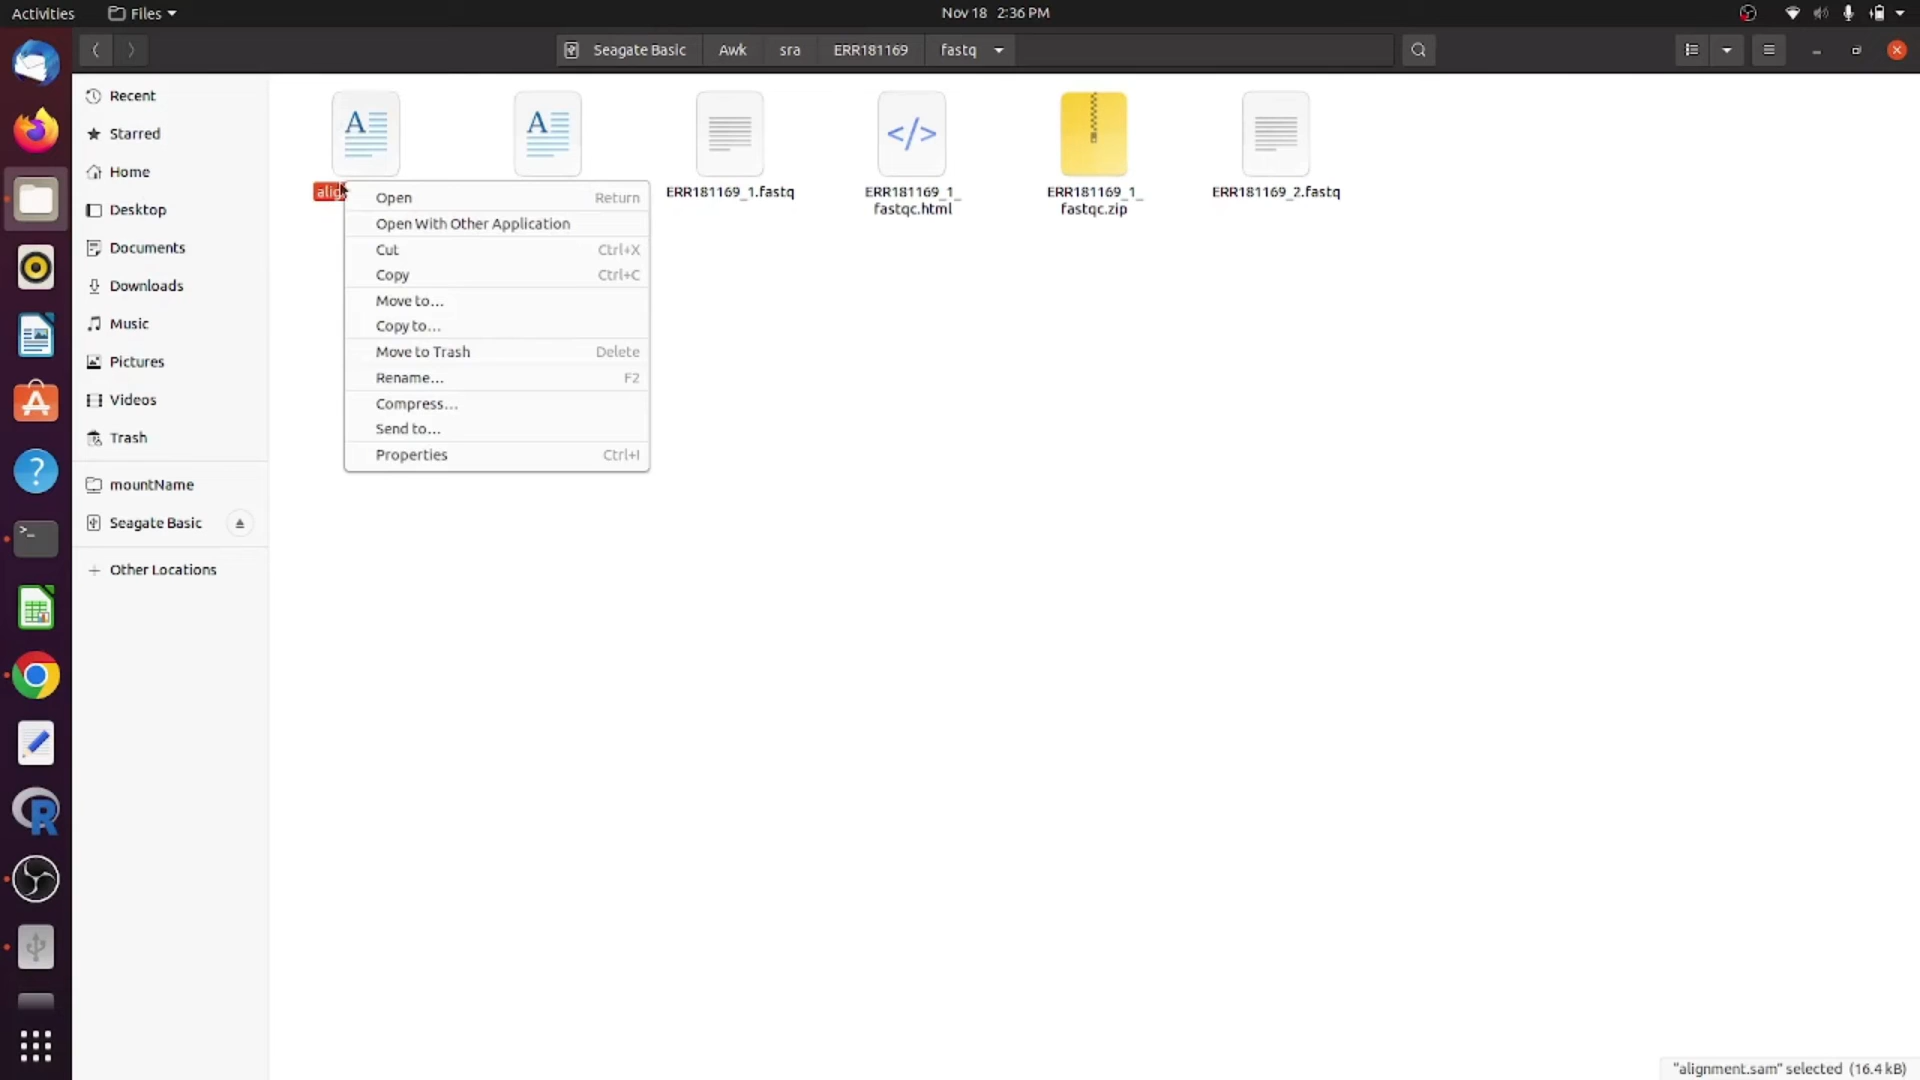 Activities
Files
Nov 18 2:36 PM
Seagate Basic
Awk
sra
ERR181169
fastq
Recent
Starred
Home
Desktop
Documents
Downloads
Music
Pictures
Videos
Trash
mountName
Seagate Basic
Other Locations
ERR181169_1.fastq
ERR181169_1_
fastqc.html
ERR181169_1_
fastqc.zip
ERR181169_2.fastq
Open Return
Open With Other Application
Cut Ctrl+X
Copy Ctrl+C
Move to…
Copy to…
Move to Trash Delete
Rename… F2
Compress…
Send to…
Properties Ctrl+I
"alignment.sam" selected (16.4 kB)